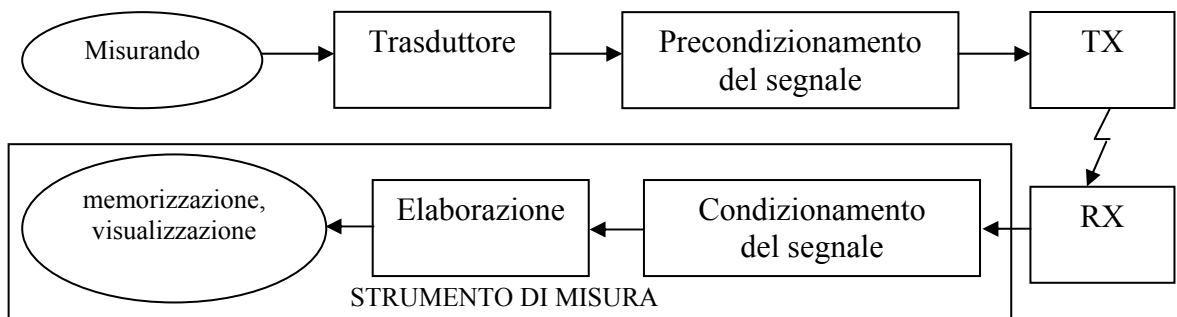 Misurando
Trasduttore
Precondizionamento
del segnale
TX
memorizzazione,
visualizzazione
Elaborazione
Condizionamento
del segnale
RX
STRUMENTO DI MISURA